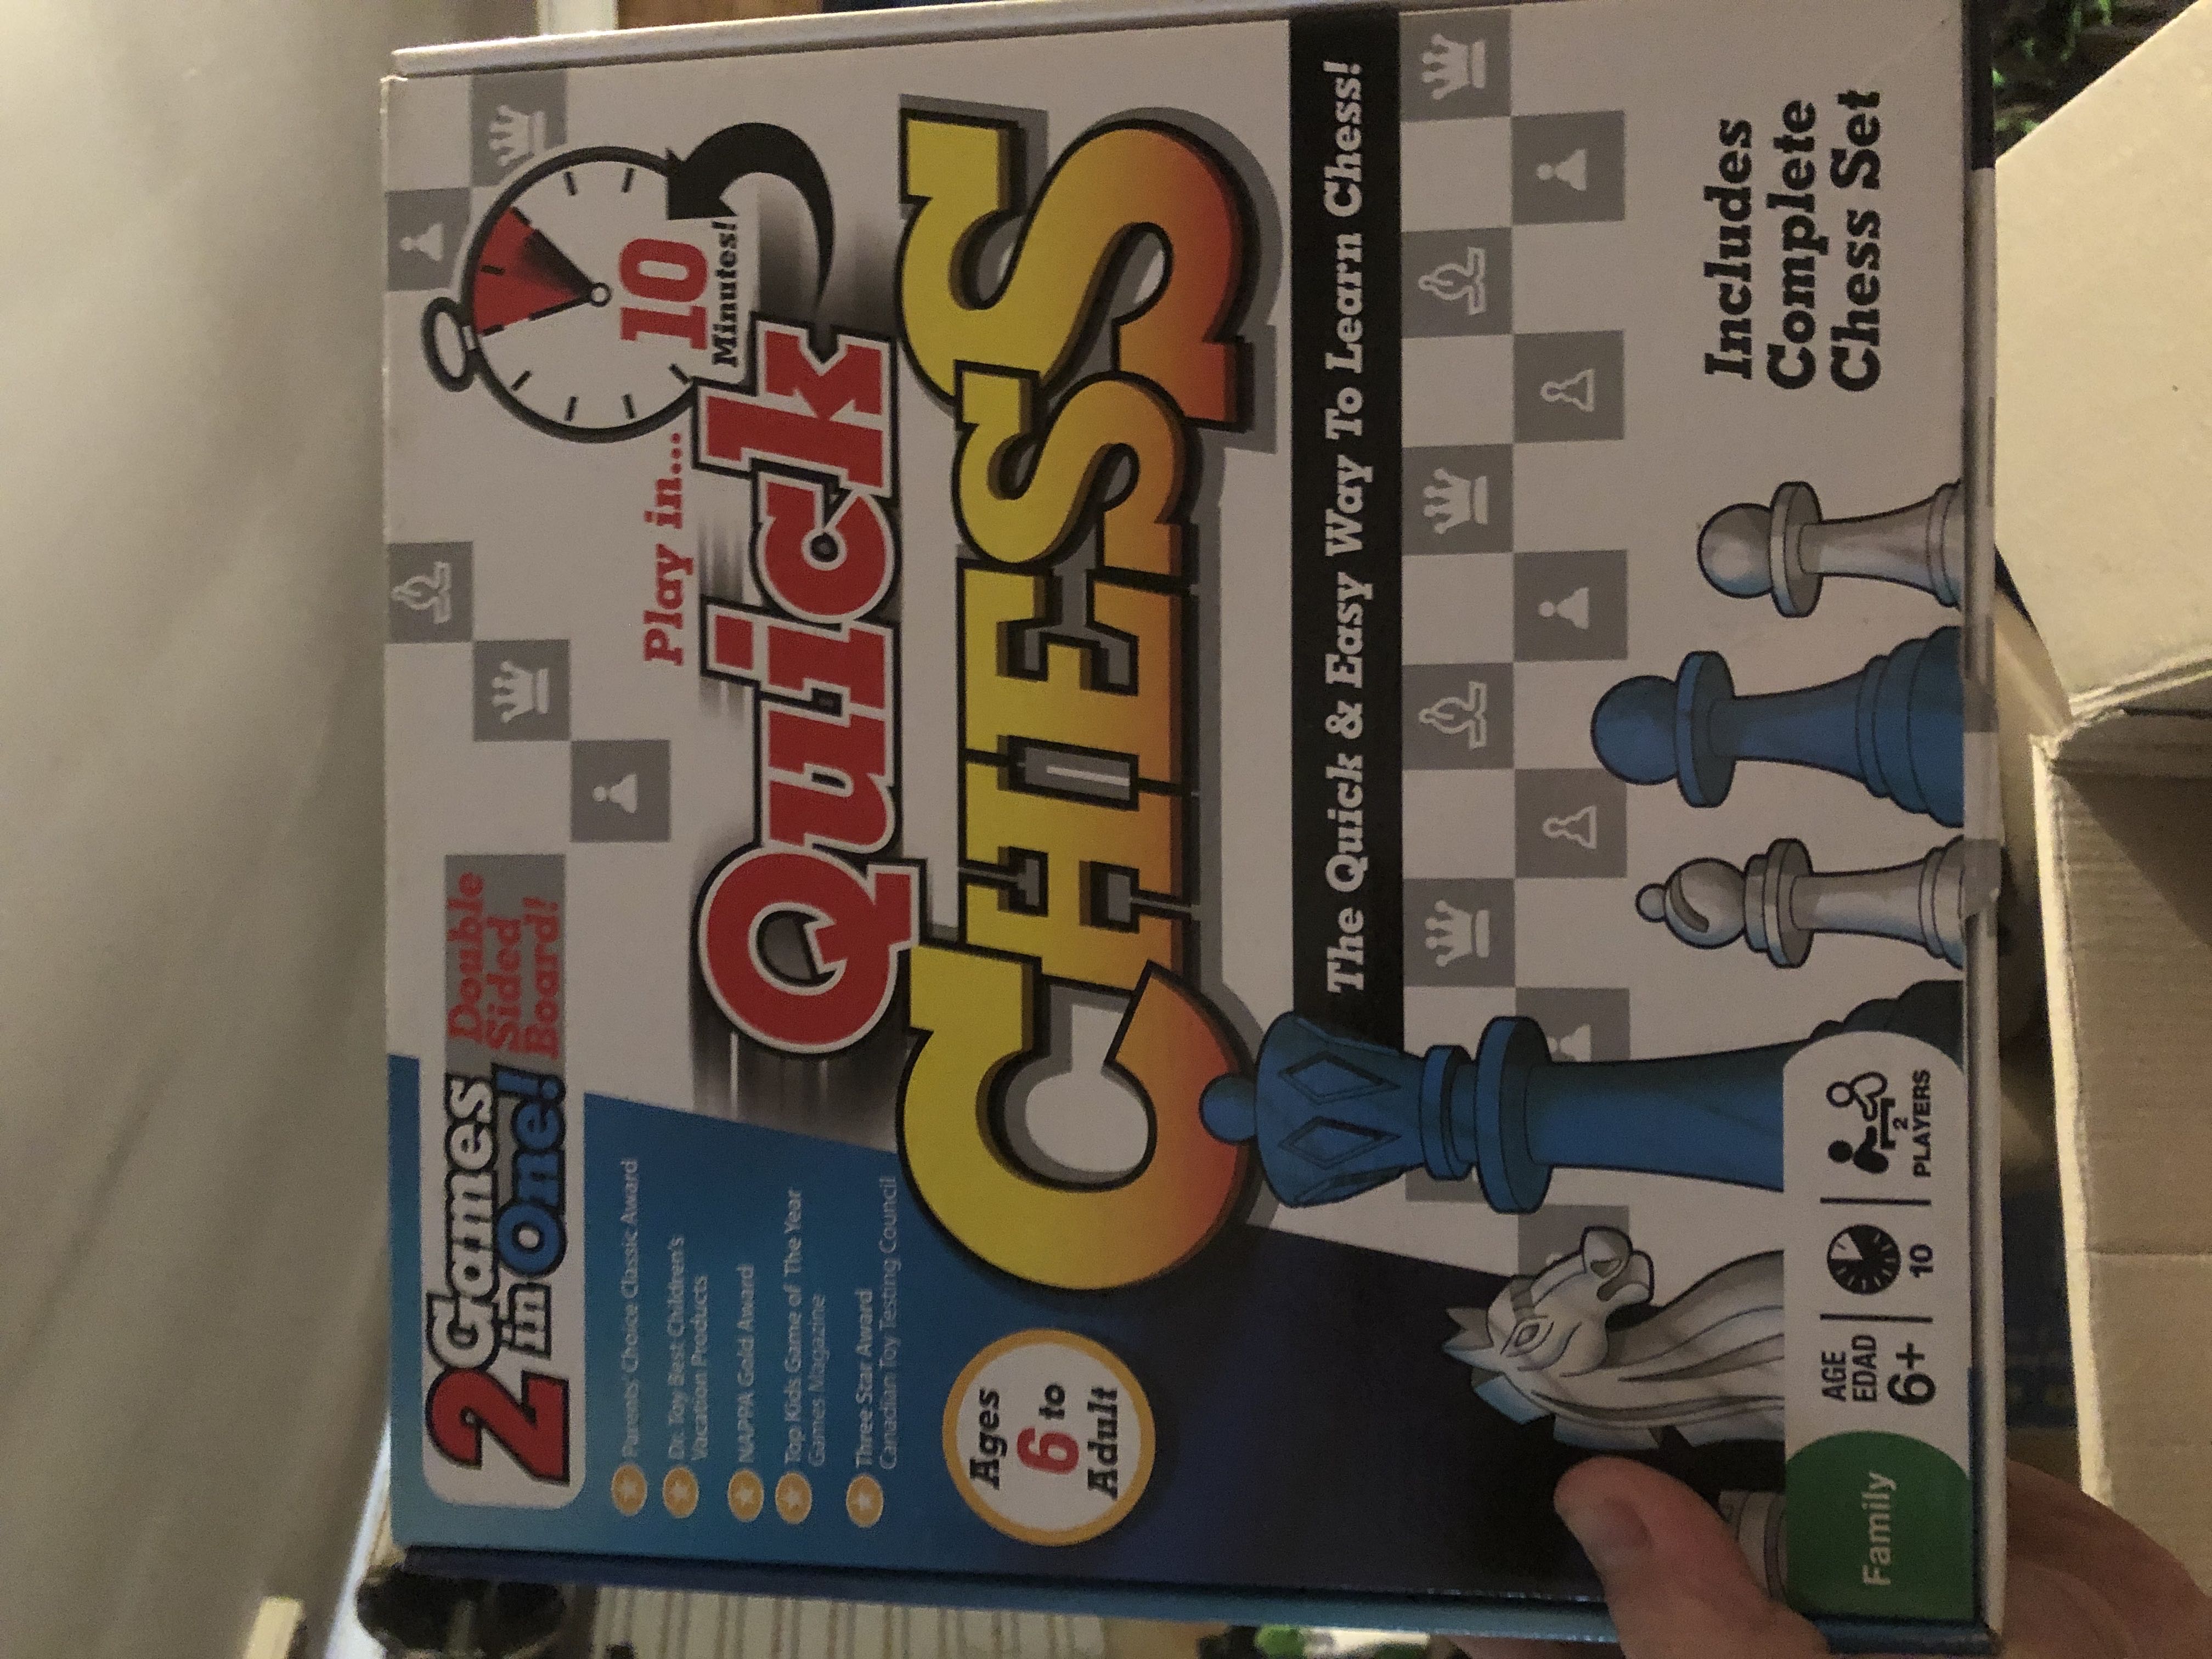 2 Games
in One!
Double
Sided
Board!
Parents' Choice Classic Award
Dr. Toy Best Children's
Vacation Products
NAPPA Gold Award
Top Kids Game of The Year
Games Magazine
Three Star Award
Canadian Toy Testing Council
Play in...
10
Minutes!
Quick
CHESS
Ages
6 to
Adult
The Quick & Easy Way To Learn Chess!
Includes
Complete
Chess Set
Family
AGE
EDAD
6+
10
2
PLAYERS